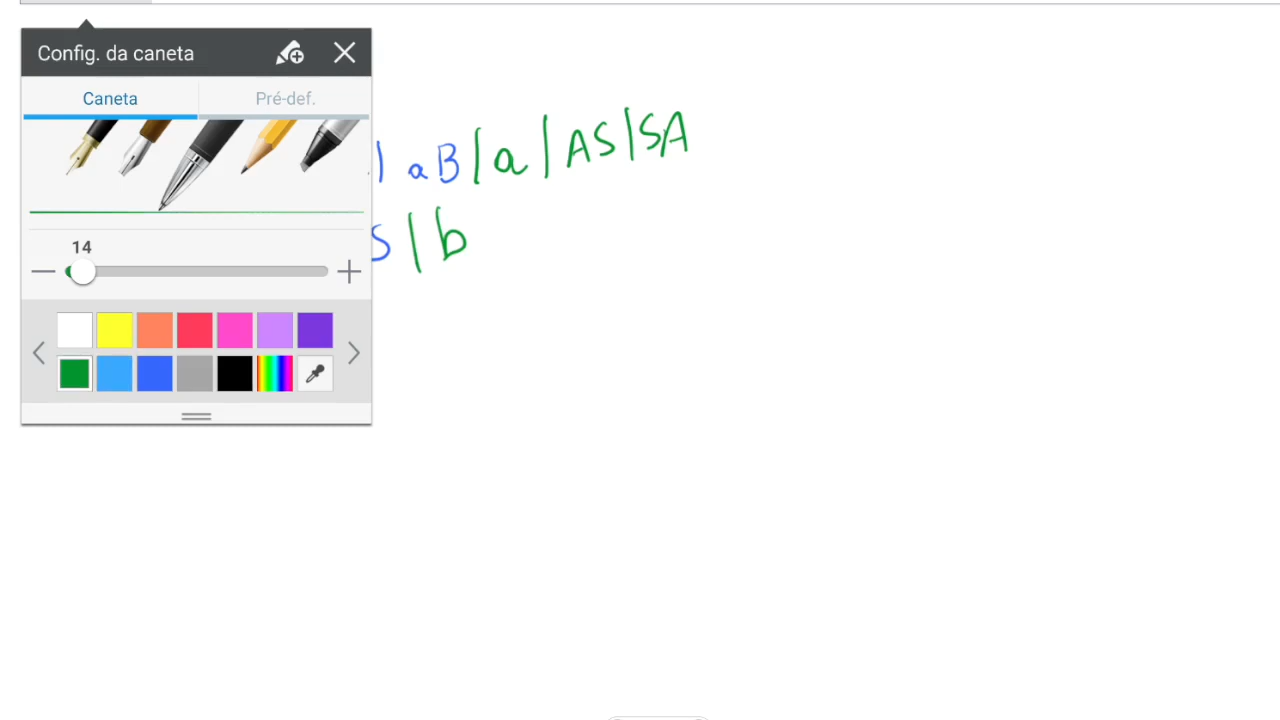 Config. da caneta
Caneta Pré-def.
| aB | a | AS | SA
14
S | b